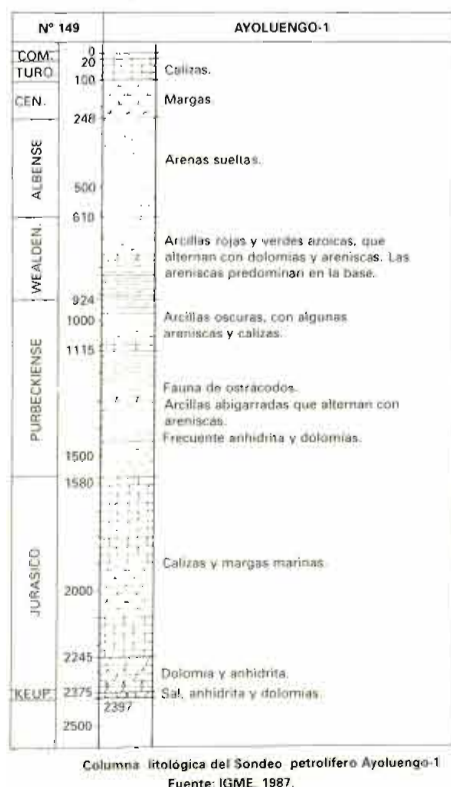 Nº 149 AYOLUENGO-1
COM. 0
20
TURO Calizas.
100
CEN. Margas
248
ALBENSE Arenas sueltas.
500
610
WEALDEN. Arcillas rojas y verdes azoicas, que
alternan con dolomias y areniscas. Las
areniscas predominan en la base.
924
PURBECKIENSE
1000 Arcillas oscuras, con algunas
areniscas y calizas.
1115
Fauna de ostrácodos.
Arcillas abigarradas que alternan con
areniscas.
Frecuente anhidrita y dolomías.
1500
1580
JURASICO Calizas y margas marinas
2000
2245
Dolomia y anhidrita.
KEUP. 2375 Sal, anhidrita y dolomías.
2397
2500
Columna litológica del Sondeo petrolífero Ayoluengo-1
Fuente: IGME, 1987.